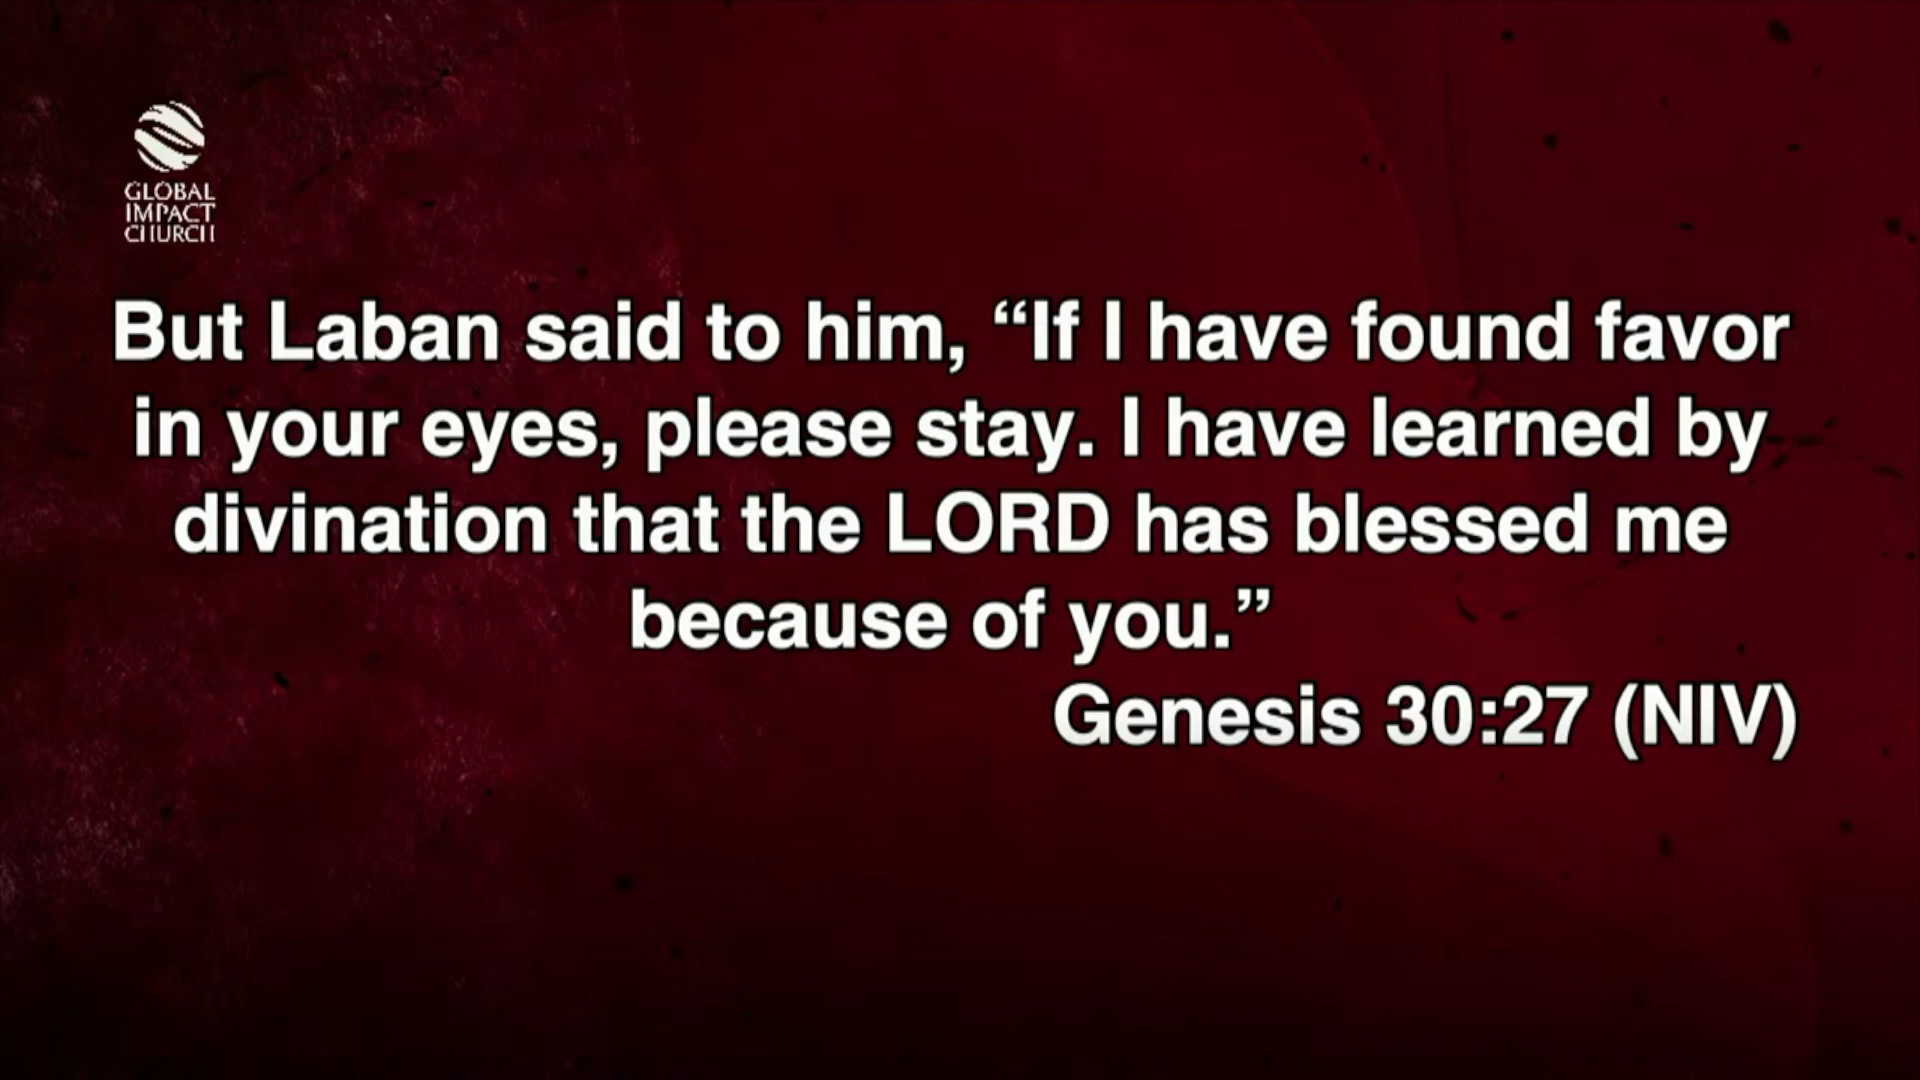 GLOBAL
IMPACT
CHURCH
But Laban said to him, “If I have found favor
in your eyes, please stay. I have learned by
divination that the LORD has blessed me
because of you.”
Genesis 30:27 (NIV)